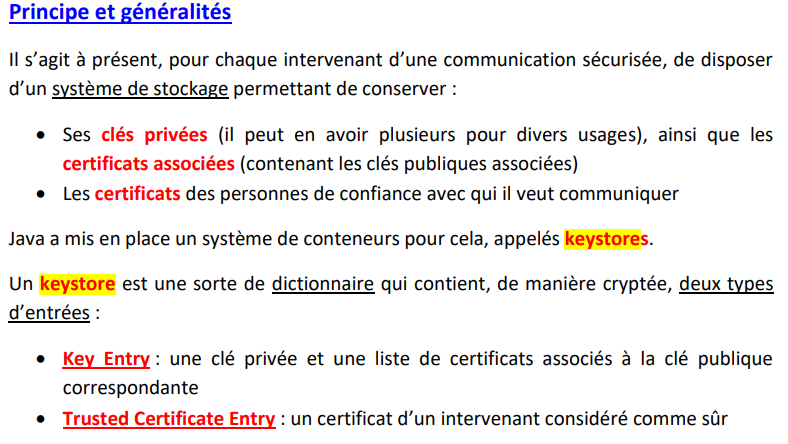 Principe et généralités
Il s’agit à présent, pour chaque intervenant d’une communication sécurisée, de disposer
d’un système de stockage permettant de conserver :
• Ses clés privées (il peut en avoir plusieurs pour divers usages), ainsi que les
certificats associées (contenant les clés publiques associées)
• Les certificats des personnes de confiance avec qui il veut communiquer
Java a mis en place un système de conteneurs pour cela, appelés keystores.
Un keystore est une sorte de dictionnaire qui contient, de manière cryptée, deux types
d’entrées :
• Key Entry : une clé privée et une liste de certificats associés à la clé publique
correspondante
• Trusted Certificate Entry : un certificat d’un intervenant considéré comme sûr